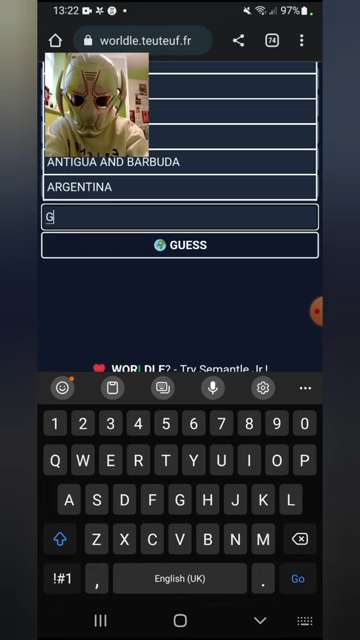 13:22
97%
worldle.teuteuf.fr
74
ANTIGUA AND BARBUDA
ARGENTINA
G
GUESS
WORLDLE? - Try Semantle Jr!
1 2 3 4 5 6 7 8 9 0
Q W E R T Y U I O P
A S D F G H J K L
Z X C V B N M
!#1 , English (UK) . Go